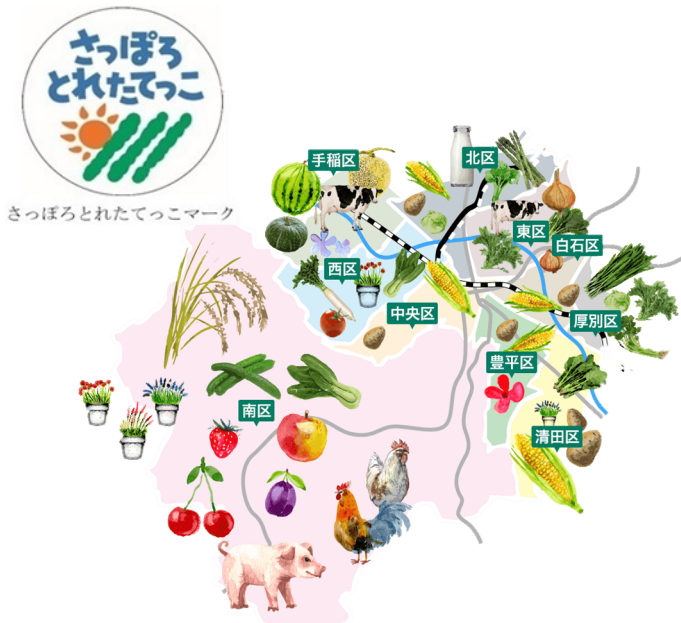 さっぽろ
とれたてっこ
さっぽろとれたてっこマーク
手稲区
北区
東区
白石区
西区
中央区
厚別区
豊平区
南区
清田区